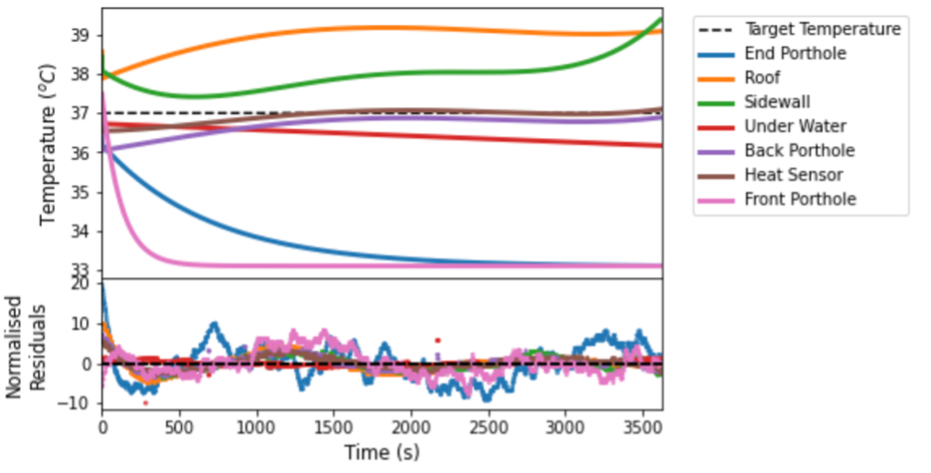 Temperature (°C)
39
38
37
36
35
34
33
Target Temperature
End Porthole
Roof
Sidewall
Under Water
Back Porthole
Heat Sensor
Front Porthole
Normalised
Residuals
20
10
0
−10
0 500 1000 1500 2000 2500 3000 3500
Time (s)